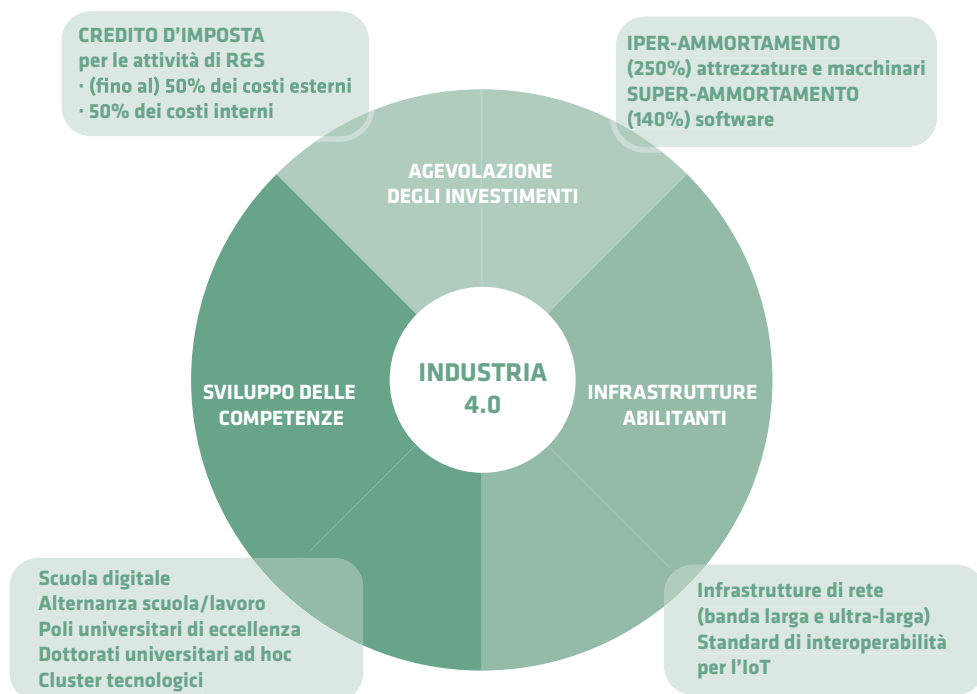 CREDITO D'IMPOSTA
per le attività di R&S
· (fino al) 50% dei costi esterni
· 50% dei costi interni
IPER-AMMORTAMENTO
(250%) attrezzature e macchinari
SUPER-AMMORTAMENTO
(140%) software
AGEVOLAZIONE
DEGLI INVESTIMENTI
SVILUPPO DELLE
COMPETENZE
INDUSTRIA
4.0
INFRASTRUTTURE
ABILITANTI
Scuola digitale
Alternanza scuola/lavoro
Poli universitari di eccellenza
Dottorati universitari ad hoc
Cluster tecnologici
Infrastrutture di rete
(banda larga e ultra-larga)
Standard di interoperabilità
per l'IoT